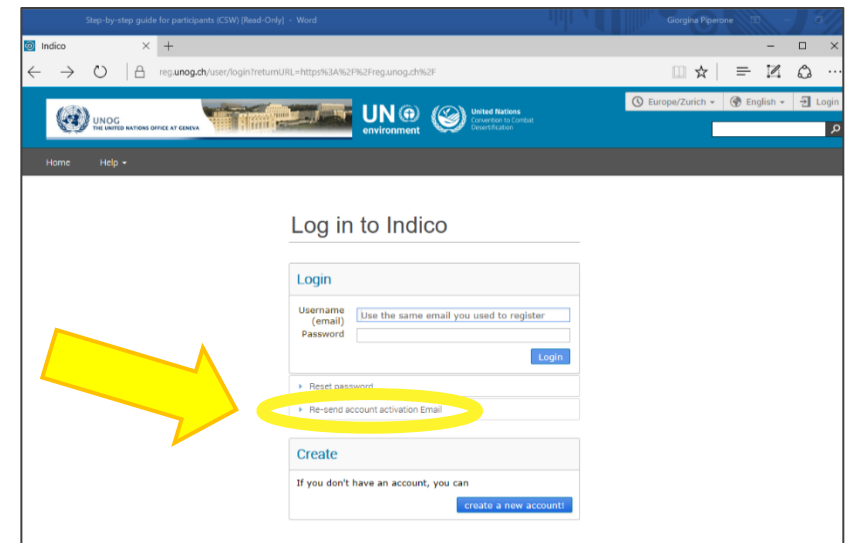 Step-by-step guide for participants (CSW) [Read-Only] - Word
Giorgina Piperone
Indico
reg.unog.ch/user/login?returnURL=https%3A%2F%2Freg.unog.ch%2F
Europe/Zurich
English
Login
UNOG
THE UNITED NATIONS OFFICE AT GENEVA
UN
environment
United Nations
Convention to Combat
Desertification
Home
Help
Log in to Indico
Login
Username
(email)
Use the same email you used to register
Password
Login
Reset password
Re-send account activation Email
Create
If you don't have an account, you can
create a new account!